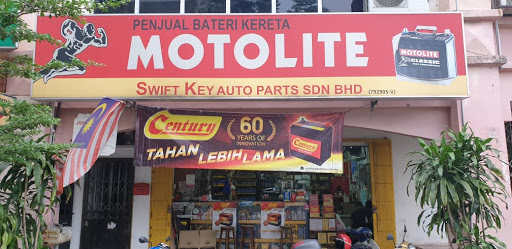 PENJUAL BATERI KERETA
MOTOLITE
MOTOLITE
CLASSIC
SWIFT KEY AUTO PARTS SDN BHD (792905-V)
Century
60
YEARS OF
INNOVATION
TAHAN LEBIH LAMA
Century